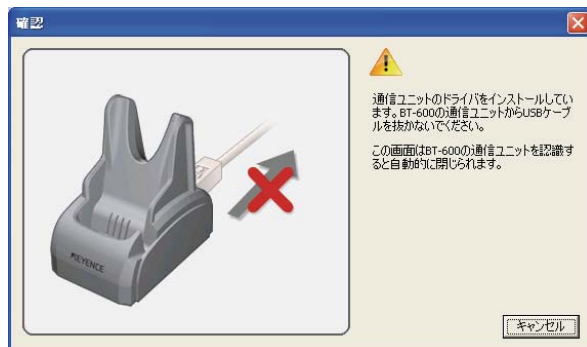 確認
KEYENCE
通信ユニットのドライバをインストールしてい
ます。BT-600の通信ユニットからUSBケーブ
ルを抜かないでください。
この画面はBT-600の通信ユニットを認識す
ると自動的に閉じられます。
キャンセル